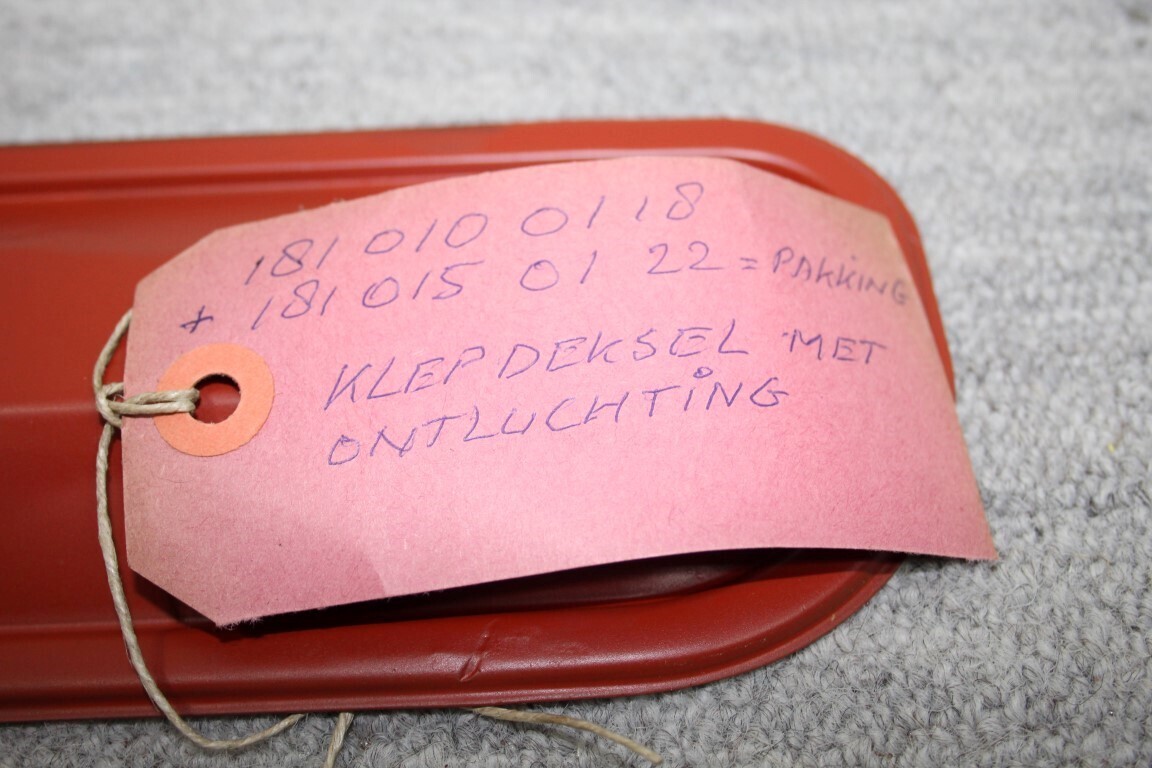 181 010 01 18
+ 181 015 01 22 = PAKKING
KLEPDEKSEL MET
ONTLUCHTING